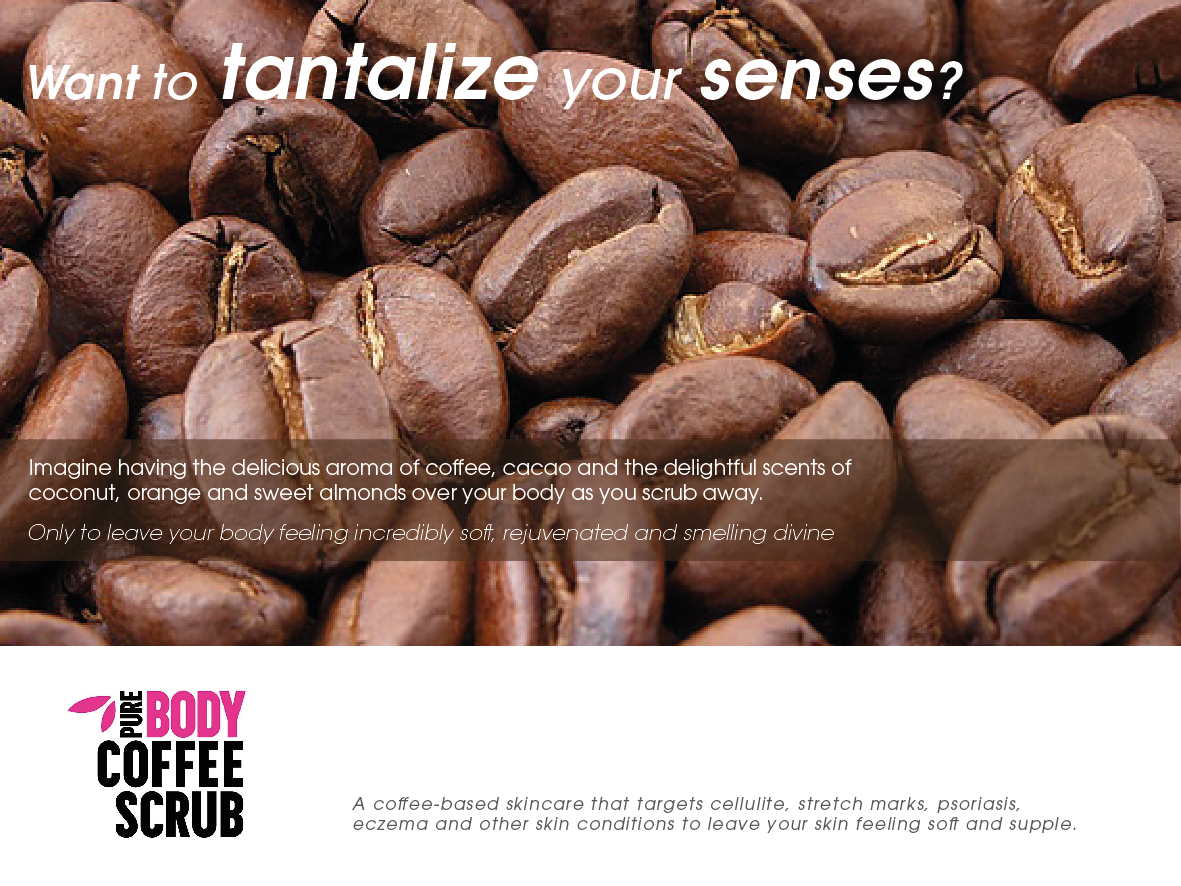 Want to tantalize your senses?
Imagine having the delicious aroma of coffee, cacao and the delightful scents of
coconut, orange and sweet almonds over your body as you scrub away.
Only to leave your body feeling incredibly soft, rejuvenated and smelling divine
PURE BODY
COFFEE
SCRUB
A coffee-based skincare that targets cellulite, stretch marks, psoriasis,
eczema and other skin conditions to leave your skin feeling soft and supple.